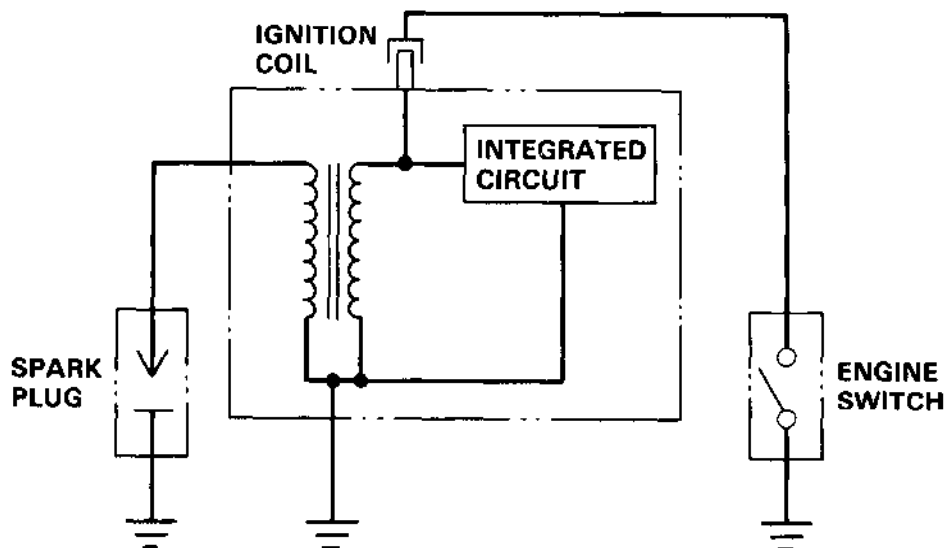 IGNITION
COIL
INTEGRATED
CIRCUIT
SPARK
PLUG
ENGINE
SWITCH